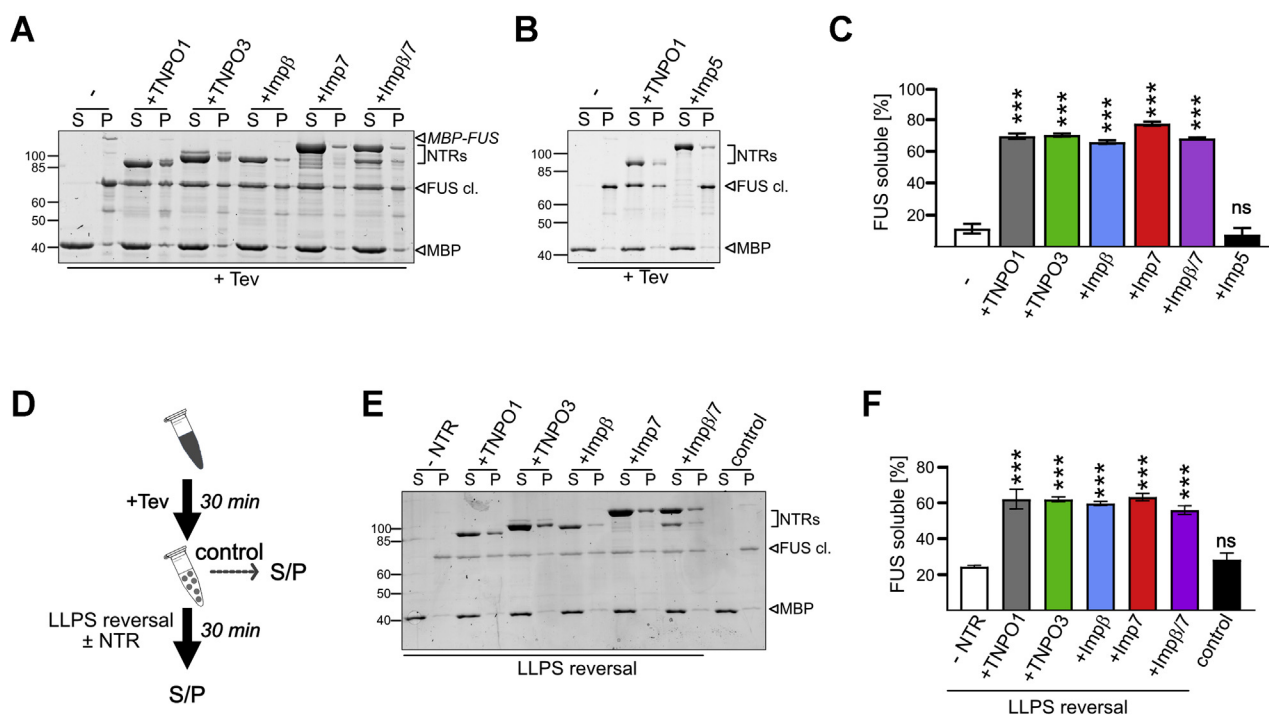 A
-
+TNPO1
+TNPO3
+Impβ
+Imp7
+Impβ/7
S P S P S P S P S P S P
100
85
60
50
40
MBP-FUS
NTRs
FUS cl.
MBP
+ Tev
B
-
+TNPO1
+Imp5
S P S P S P
100
85
60
50
40
NTRs
FUS cl.
MBP
+ Tev
C
FUS soluble [%]
100
80
60
40
20
***
***
***
***
***
ns
-
+TNPO1
+TNPO3
+Impβ
+Imp7
+Impβ/7
+Imp5
D
+Tev 30 min
control
S/P
LLPS reversal
± NTR
30 min
S/P
E
- NTR
+TNPO1
+TNPO3
+Impβ
+Imp7
+Impβ/7
control
S P S P S P S P S P S P S P
100
85
60
50
40
NTRs
FUS cl.
MBP
LLPS reversal
F
FUS soluble [%]
80
60
40
20
***
***
***
***
***
ns
- NTR
+TNPO1
+TNPO3
+Impβ
+Imp7
+Impβ/7
control
LLPS reversal